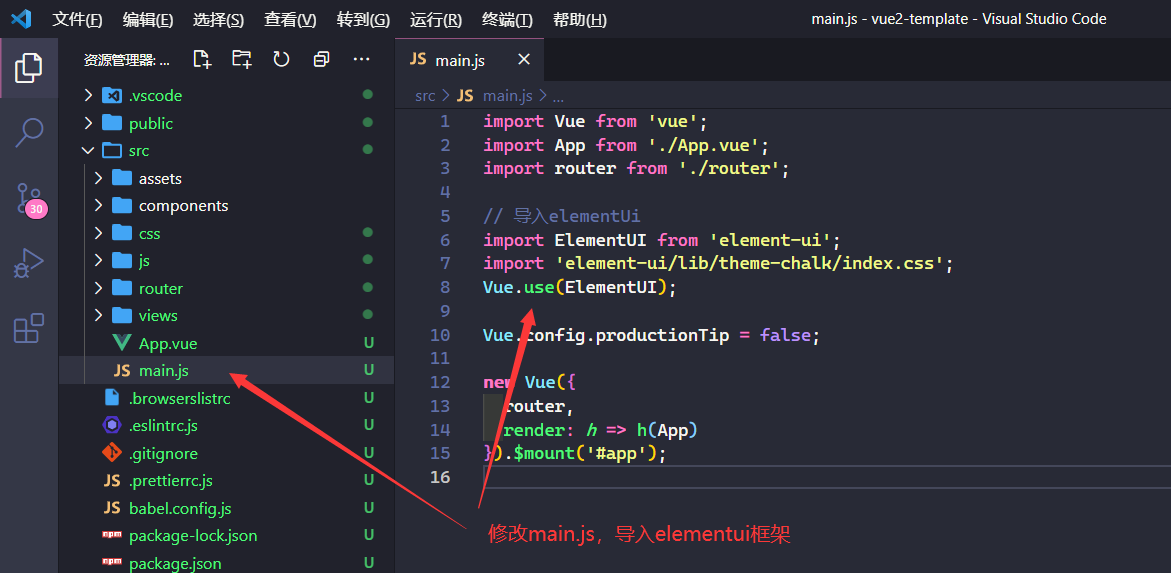 文件(F) 编辑(E) 选择(S) 查看(V) 转到(G) 运行(R) 终端(T) 帮助(H) main.js - vue2-template - Visual Studio Code
资源管理器: ...
.vscode
public
src
assets
components
css
js
router
views
App.vue U
main.js U
.browserslistrc U
.eslintrc.js U
.gitignore U
JS .prettierrc.js U
JS babel.config.js U
npm package-lock.json U
npm package.json U
30
JS main.js
src > JS main.js > ...
1 import Vue from 'vue';
2 import App from './App.vue';
3 import router from './router';
4
5 // 导入elementUi
6 import ElementUI from 'element-ui';
7 import 'element-ui/lib/theme-chalk/index.css';
8 Vue.use(ElementUI);
9
10 Vue.config.productionTip = false;
11
12 new Vue({
13 router,
14 render: h => h(App)
15 }).$mount('#app');
16
修改main.js，导入elementui框架